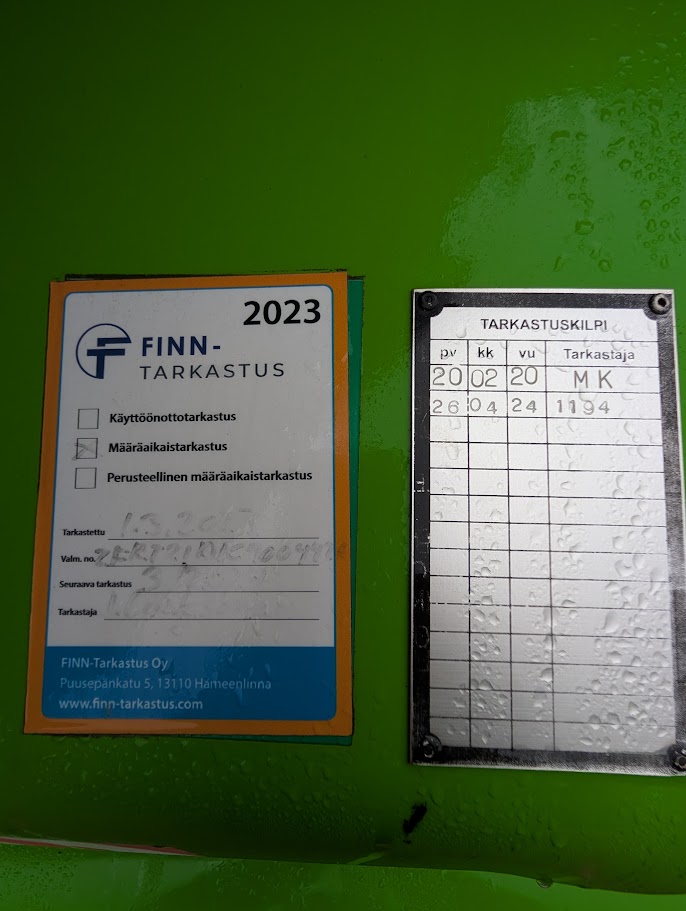 2023
FINN-
TARKASTUS
Käyttöönottotarkastus
Määräaikaistarkastus
Perusteellinen määräaikaistarkastus
Tarkastettu
Valm. no.
Seuraava tarkastus
Tarkastaja
FINN-Tarkastus Oy
Puusepänkatu 5, 13110 Hämeenlinna
www.finn-tarkastus.com
TARKASTUSKILPI
pv kk vu Tarkastaja
20 02 20 MK
26 04 24 1194